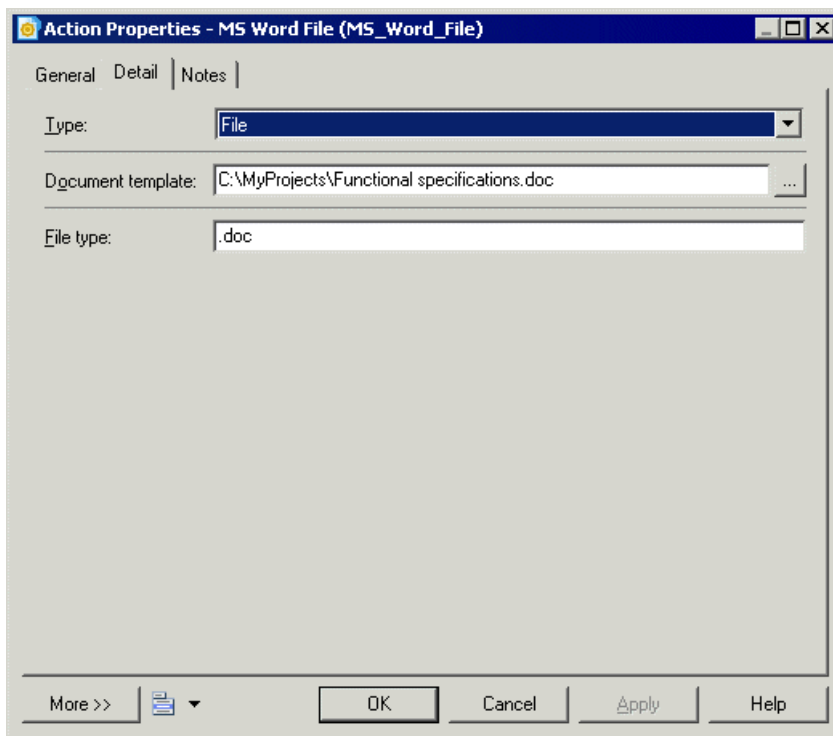 Action Properties - MS Word File (MS_Word_File)
General Detail Notes
Type: File
Document template: C:\MyProjects\Functional specifications.doc ...
File type: .doc
More >> OK Cancel Apply Help